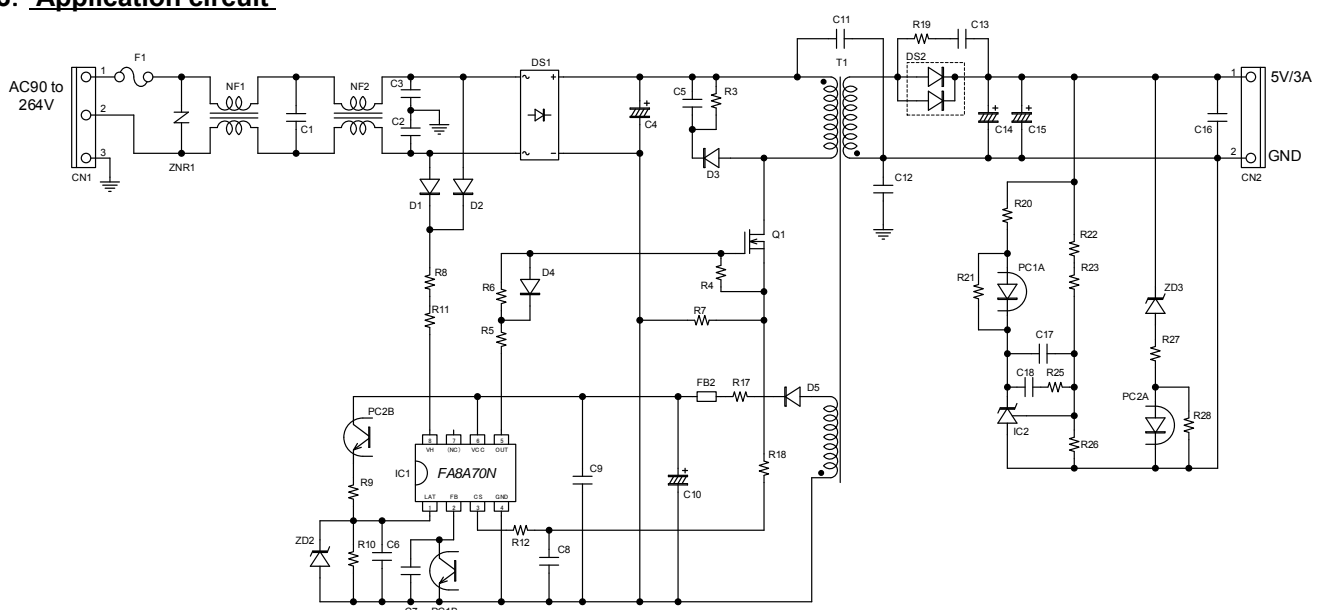 Application circuit
C11
R19
C13
F1
DS1
DS2
T1
AC90 to
264V
1
NF1
NF2
C3
C5
R3
1
5V/3A
2
C1
C2
C4
C14
C15
C16
3
ZNR1
D3
2
GND
CN1
C12
CN2
D1
D2
R20
Q1
R22
R8
D4
R21
PC1A
R23
R6
R4
ZD3
R11
R7
R5
C17
R27
C18
R25
FB2
R17
D5
PC2B
PC2A
IC2
R28
8
7
6
5
VH
(NC)
VCC
OUT
R26
IC1
FA8A70N
C9
R18
R9
LAT
FB
CS
GND
C10
1
2
3
4
ZD2
R10
C6
R12
C8